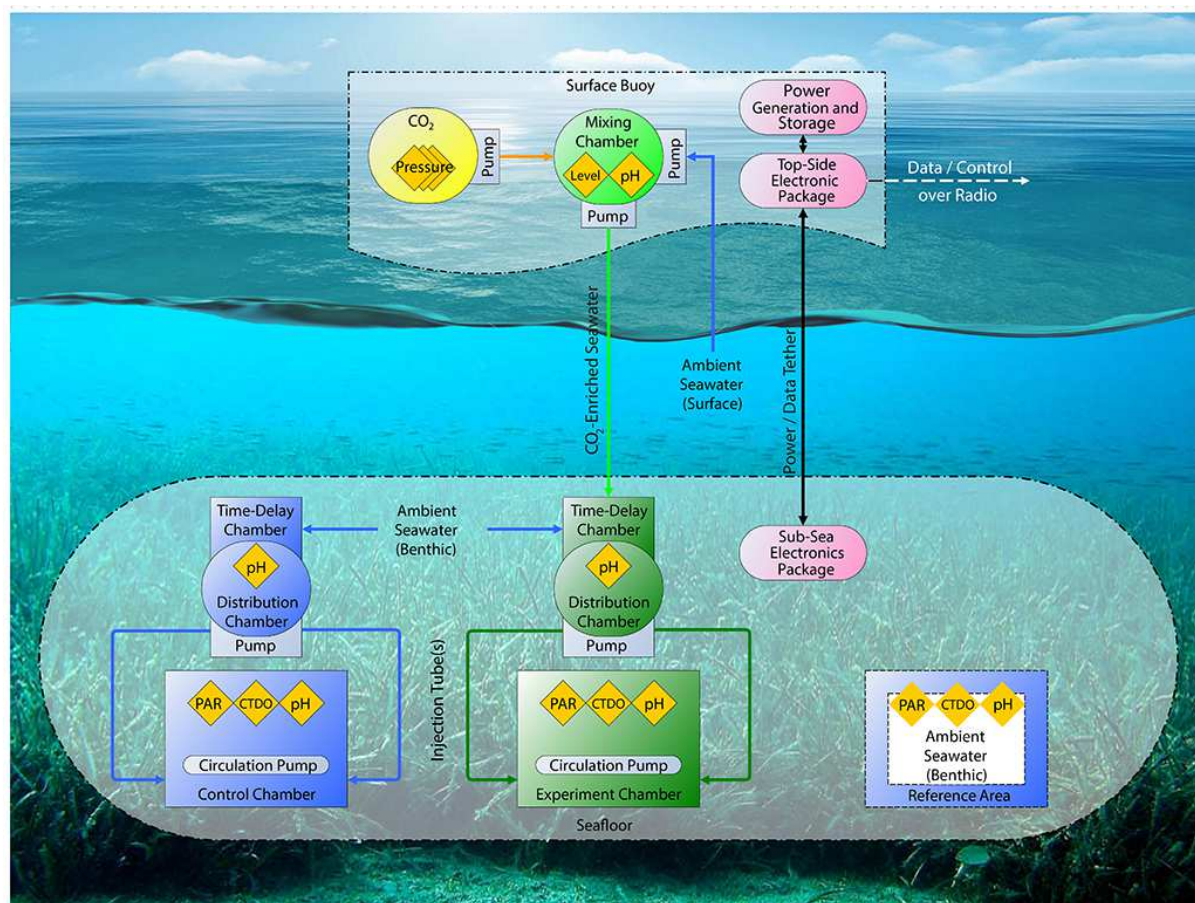 Surface Buoy
CO₂
Pressure
Pump
Mixing
Chamber
Level
pH
Pump
Pump
Power
Generation and
Storage
Top-Side
Electronic
Package
Data / Control
over Radio
CO₂-Enriched Seawater
Ambient
Seawater
(Surface)
Power / Data Tether
Time-Delay
Chamber
pH
Distribution
Chamber
Pump
Ambient
Seawater
(Benthic)
Time-Delay
Chamber
pH
Distribution
Chamber
Pump
Sub-Sea
Electronics
Package
Injection Tube(s)
PAR
CTDO
pH
Circulation Pump
Control Chamber
PAR
CTDO
pH
Circulation Pump
Experiment Chamber
PAR
CTDO
pH
Ambient
Seawater
(Benthic)
Reference Area
Seafloor